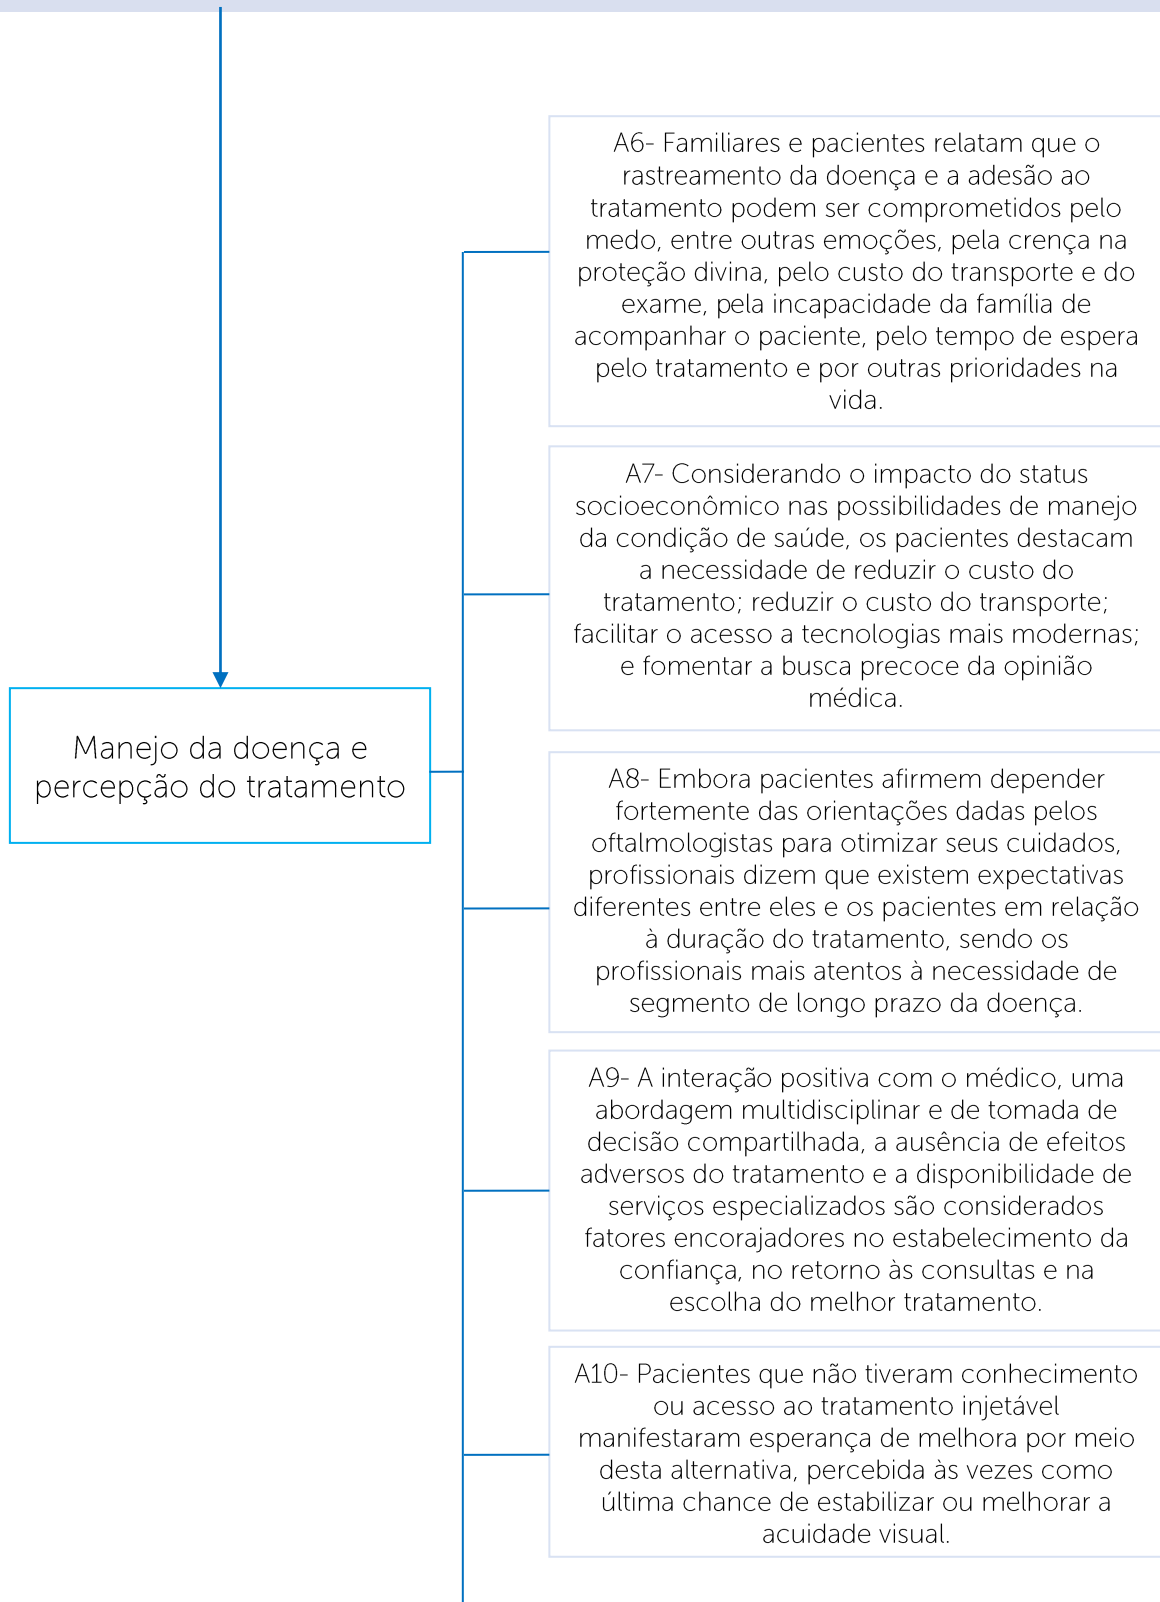 A6- Familiares e pacientes relatam que o
rastreamento da doença e a adesão ao
tratamento podem ser comprometidos pelo
medo, entre outras emoções, pela crença na
proteção divina, pelo custo do transporte e do
exame, pela incapacidade da família de
acompanhar o paciente, pelo tempo de espera
pelo tratamento e por outras prioridades na
vida.
A7- Considerando o impacto do status
socioeconômico nas possibilidades de manejo
da condição de saúde, os pacientes destacam
a necessidade de reduzir o custo do
tratamento; reduzir o custo do transporte;
facilitar o acesso a tecnologias mais modernas;
e fomentar a busca precoce da opinião
médica.
Manejo da doença e
percepção do tratamento
A8- Embora pacientes afirmem depender
fortemente das orientações dadas pelos
oftalmologistas para otimizar seus cuidados,
profissionais dizem que existem expectativas
diferentes entre eles e os pacientes em relação
à duração do tratamento, sendo os
profissionais mais atentos à necessidade de
segmento de longo prazo da doença.
A9- A interação positiva com o médico, uma
abordagem multidisciplinar e de tomada de
decisão compartilhada, a ausência de efeitos
adversos do tratamento e a disponibilidade de
serviços especializados são considerados
fatores encorajadores no estabelecimento da
confiança, no retorno às consultas e na
escolha do melhor tratamento.
A10- Pacientes que não tiveram conhecimento
ou acesso ao tratamento injetável
manifestaram esperança de melhora por meio
desta alternativa, percebida às vezes como
última chance de estabilizar ou melhorar a
acuidade visual.